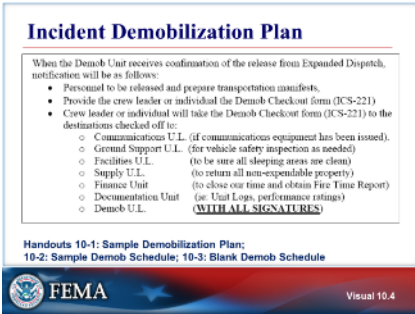 Incident Demobilization Plan
When the Demob Unit receives confirmation of the release from Expanded Dispatch,
notification will be as follows:
• Personnel to be released and prepare transportation manifests,
• Provide the crew leader or individual the Demob Checkout form (ICS-221)
• Crew leader or individual will take the Demob Checkout form (ICS-221) to the
destinations checked off to:
○ Communications U.L. (if communications equipment has been issued).
○ Ground Support U.L. (for vehicle safety inspection as needed)
○ Facilities U.L. (to be sure all sleeping areas are clean)
○ Supply U.L. (to return all non-expendable property)
○ Finance Unit (to close our time and obtain Fire Time Report)
○ Documentation Unit (ie: Unit Logs, performance ratings)
○ Demob U.L. (WITH ALL SIGNATURES)
Handouts 10-1: Sample Demobilization Plan;
10-2: Sample Demob Schedule; 10-3: Blank Demob Schedule
FEMA
Visual 10.4